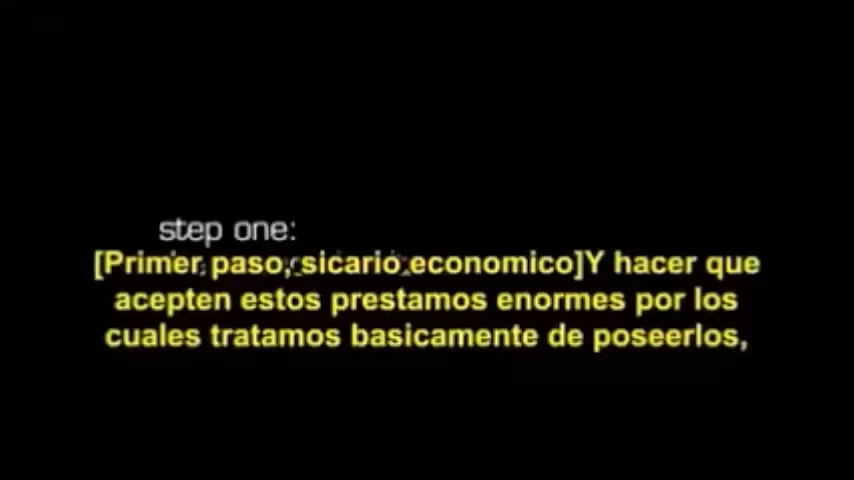 step one:
[Primer paso, sicario economico]Y hacer que
acepten estos prestamos enormes por los
cuales tratamos basicamente de poseerlos,